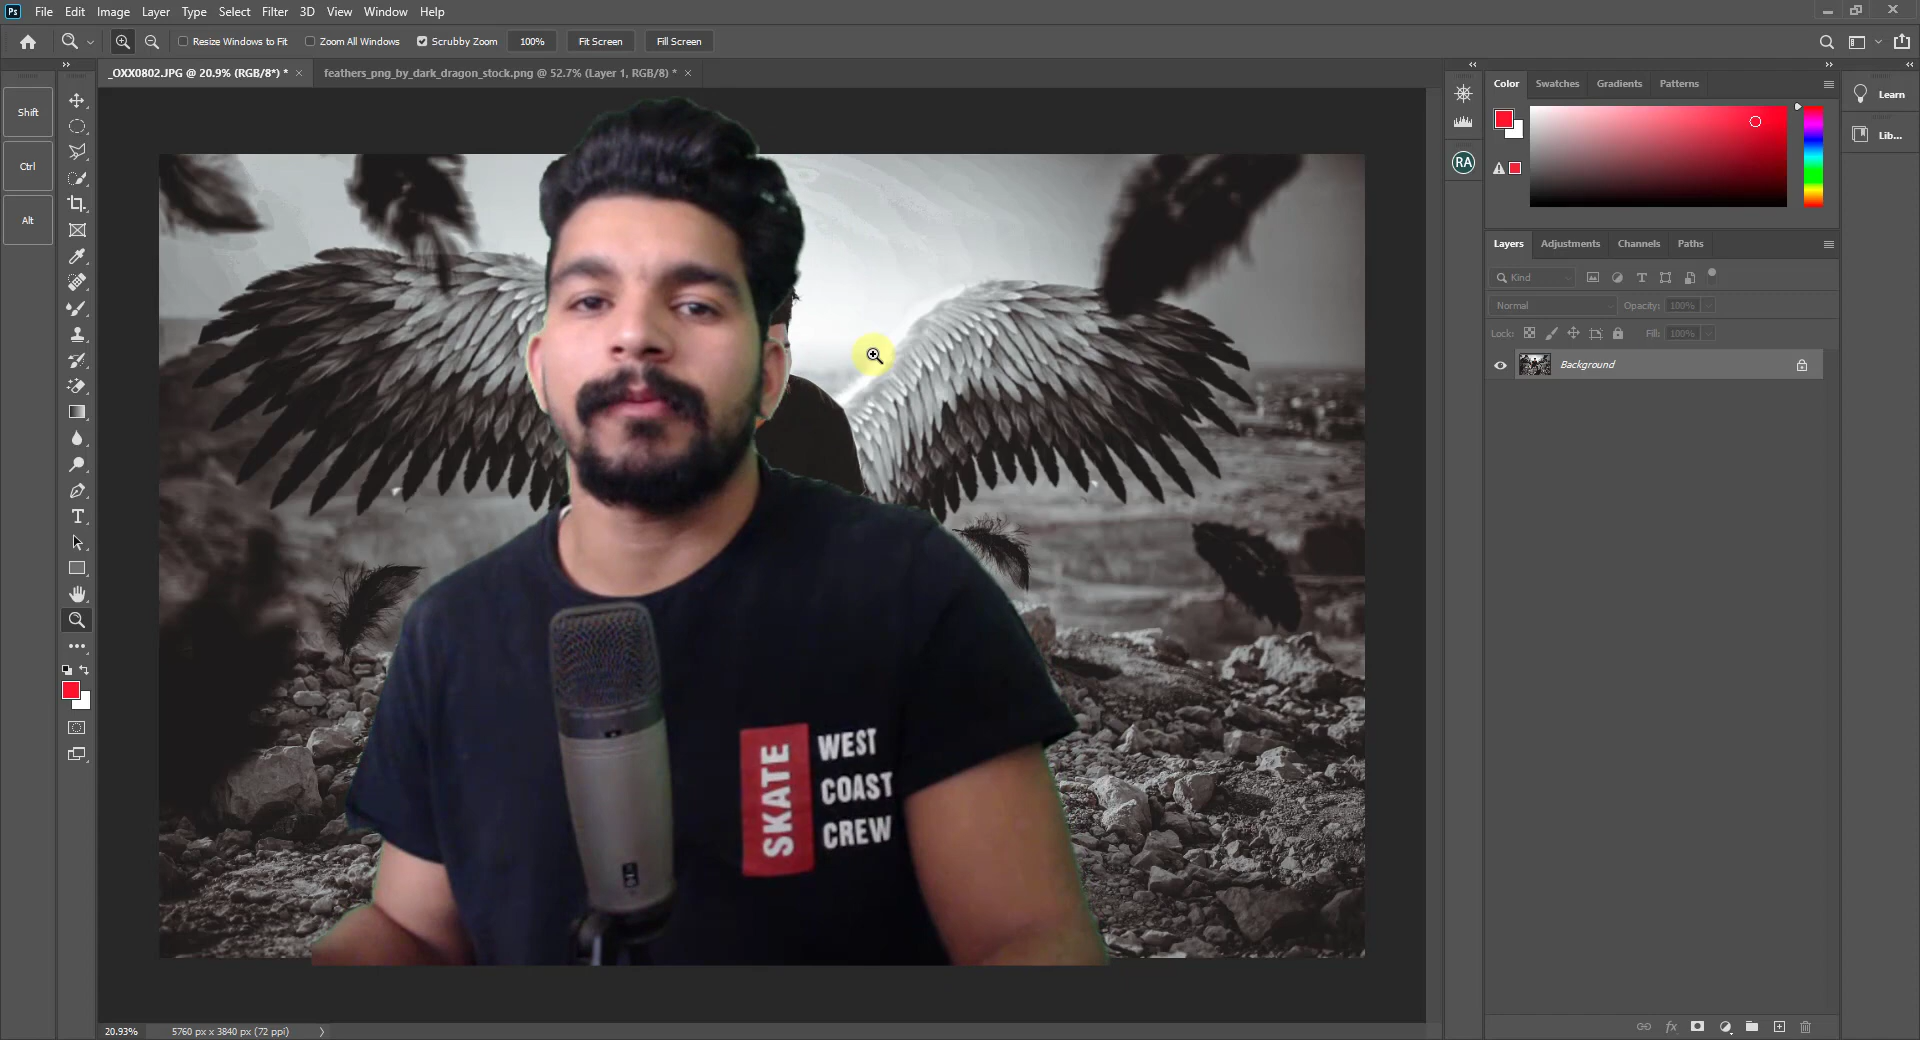 Ps File Edit Image Layer Type Select Filter 3D View Window Help
Resize Windows to Fit Zoom All Windows Scrubby Zoom 100% Fit Screen Fill Screen
_OXX0802.JPG @ 20.9% (RGB/8*) * × feathers_png_by_dark_dragon_stock.png @ 52.7% (Layer 1, RGB/8) * ×
Shift
Ctrl
Alt
SKATE
WEST
COAST
CREW
20.93% 5760 px x 3840 px (72 ppi)
RA
Color Swatches Gradients Patterns
Layers Adjustments Channels Paths
Kind
Normal Opacity: 100%
Lock: Fill: 100%
Background
fx
Learn
Lib...